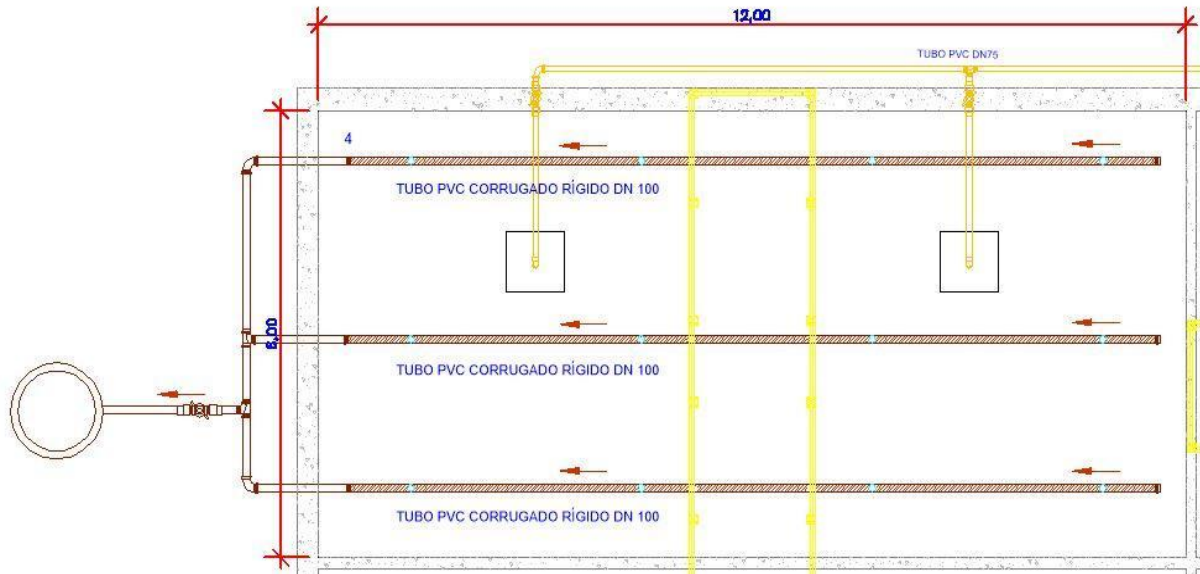 12,00
TUBO PVC DN75
4
TUBO PVC CORRUGADO RÍGIDO DN 100
6,00
TUBO PVC CORRUGADO RÍGIDO DN 100
TUBO PVC CORRUGADO RÍGIDO DN 100